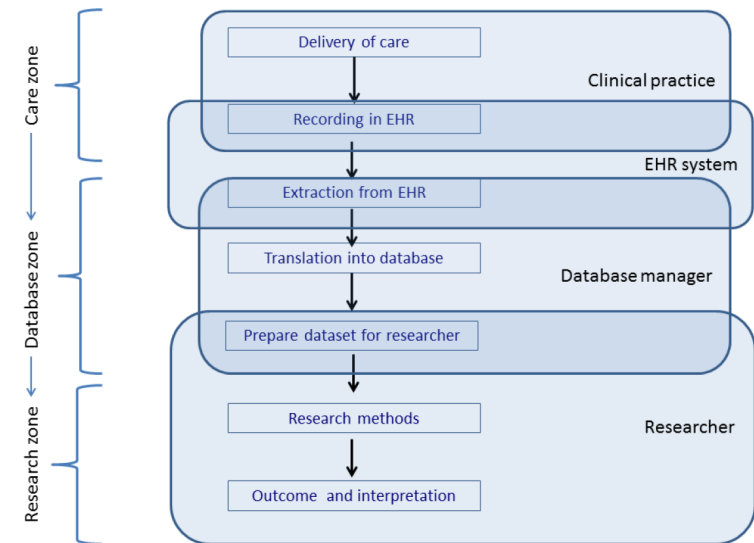 Delivery of care
Clinical practice
Recording in EHR
EHR system
Extraction from EHR
Translation into database
Database manager
Prepare dataset for researcher
Research methods
Researcher
Outcome and interpretation
Care zone
Database zone
Research zone